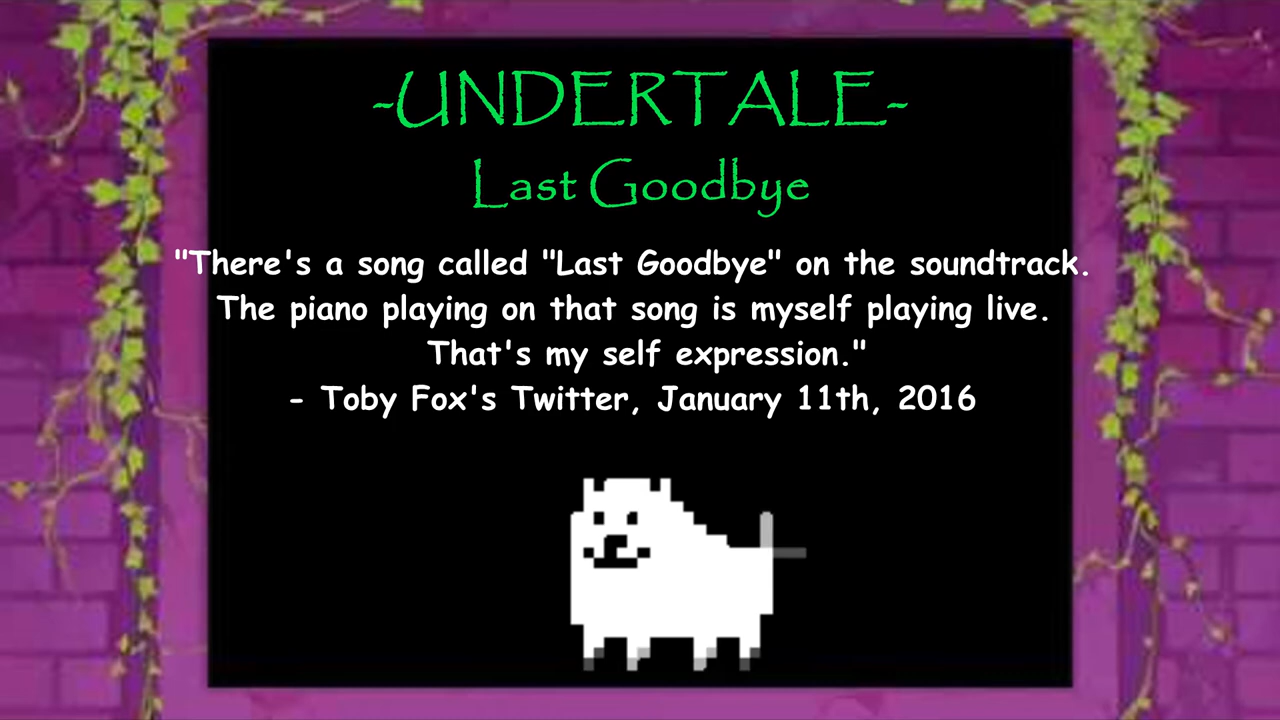 -UNDERTALE-
Last Goodbye
"There's a song called "Last Goodbye" on the soundtrack.
The piano playing on that song is myself playing live.
That's my self expression."
- Toby Fox's Twitter, January 11th, 2016